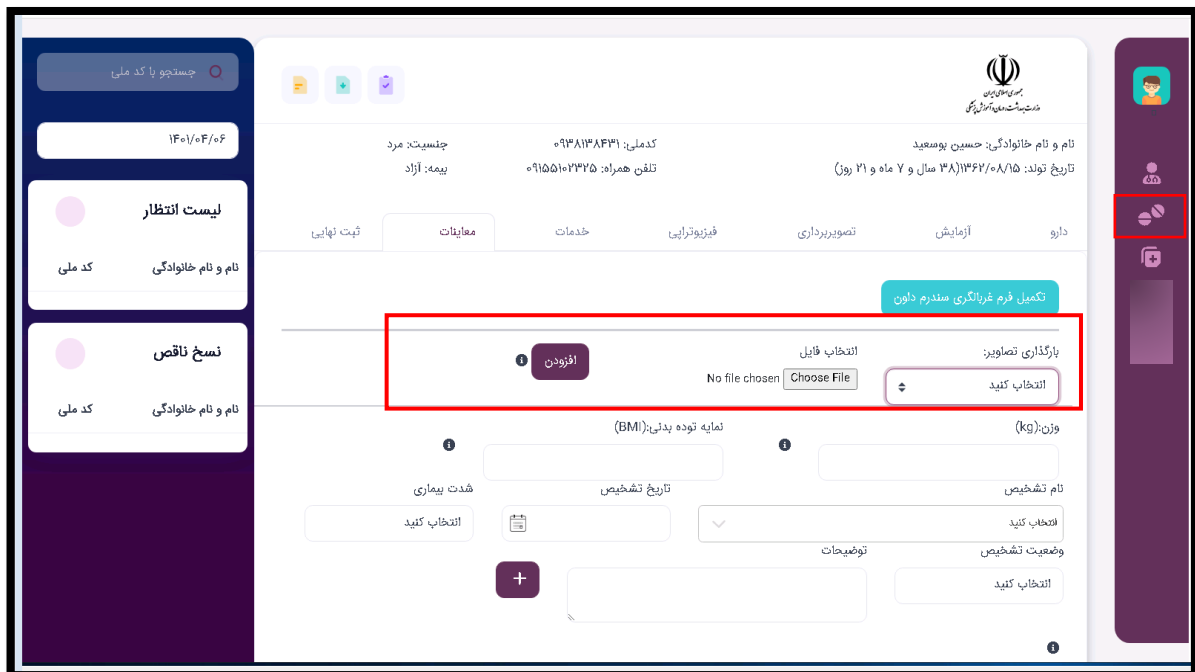 جمهوری اسلامی ایران
وزارت بهداشت، درمان و آموزش پزشکی
نام و نام خانوادگی: حسین یوسعید
کدملی: ۰۹۳۸۱۳۸۴۳۱
جنسیت: مرد
تاریخ تولد: ۱۳۶۲/۰۸/۱۵(۳۸ سال و ۷ ماه و ۲۱ روز)
تلفن همراه: ۰۹۱۵۵۱۰۲۳۲۵
بیمه: آزاد
دارو
آزمایش
تصویربرداری
فیزیوتراپی
خدمات
معاینات
ثبت نهایی
تکمیل فرم غربالگری سندرم داون
بارگذاری تصاویر:
انتخاب فایل
انتخاب کنید
Choose File No file chosen
افزودن
وزن:(kg)
نمایه توده بدنی:(BMI)
نام تشخیص
تاریخ تشخیص
شدت بیماری
انتخاب کنید
انتخاب کنید
وضعیت تشخیص
توضیحات
انتخاب کنید
+
جستجو با کد ملی
۱۴۰۱/۰۴/۰۶
لیست انتظار
نام و نام خانوادگی
کد ملی
نسخ ناقص
نام و نام خانوادگی
کد ملی